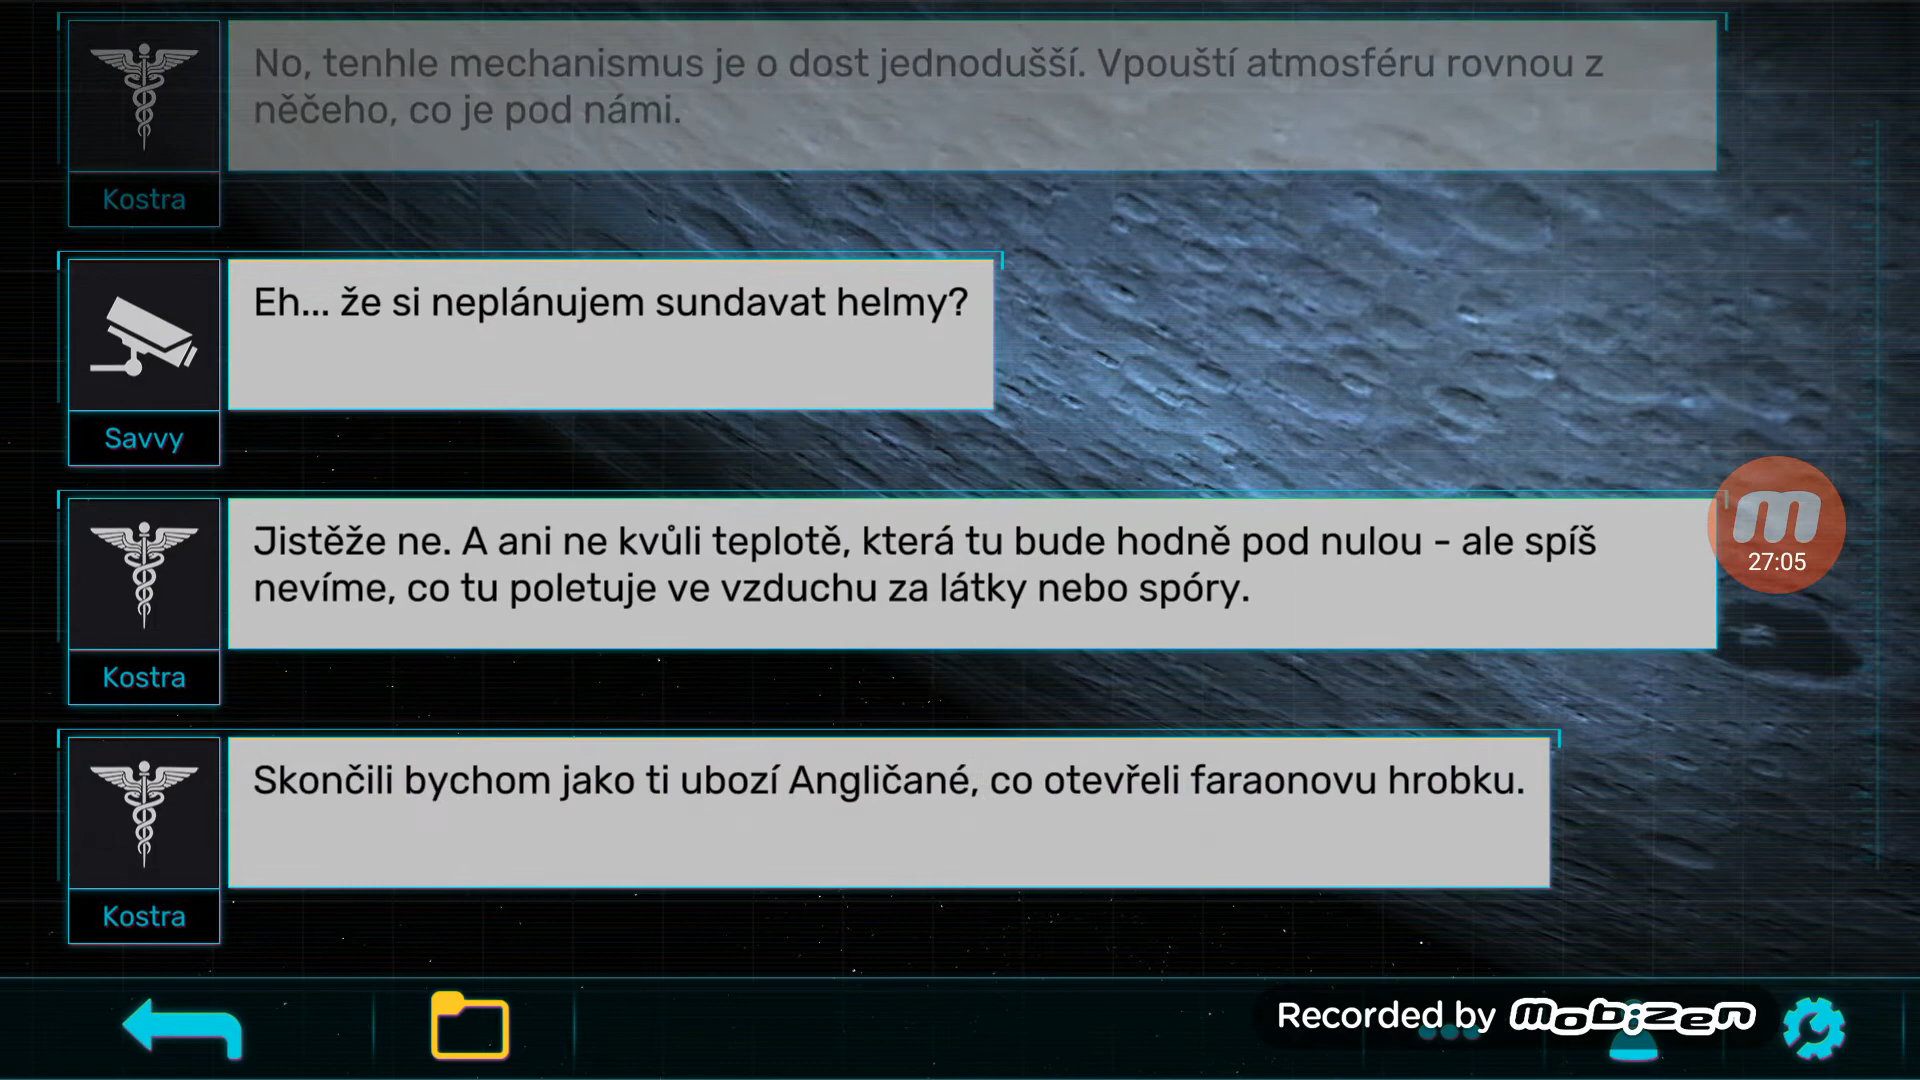 No, tenhle mechanismus je o dost jednodušší. Vpouští atmosféru rovnou z
něčeho, co je pod námi.
Kostra
Eh... že si neplánujem sundavat helmy?
Savvy
Jistěže ne. A ani ne kvůli teplotě, která tu bude hodně pod nulou - ale spíš
nevíme, co tu poletuje ve vzduchu za látky nebo spóry.
Kostra
m
27:05
Skončili bychom jako ti ubozí Angličané, co otevřeli faraonovu hrobku.
Kostra
Recorded by mobizen